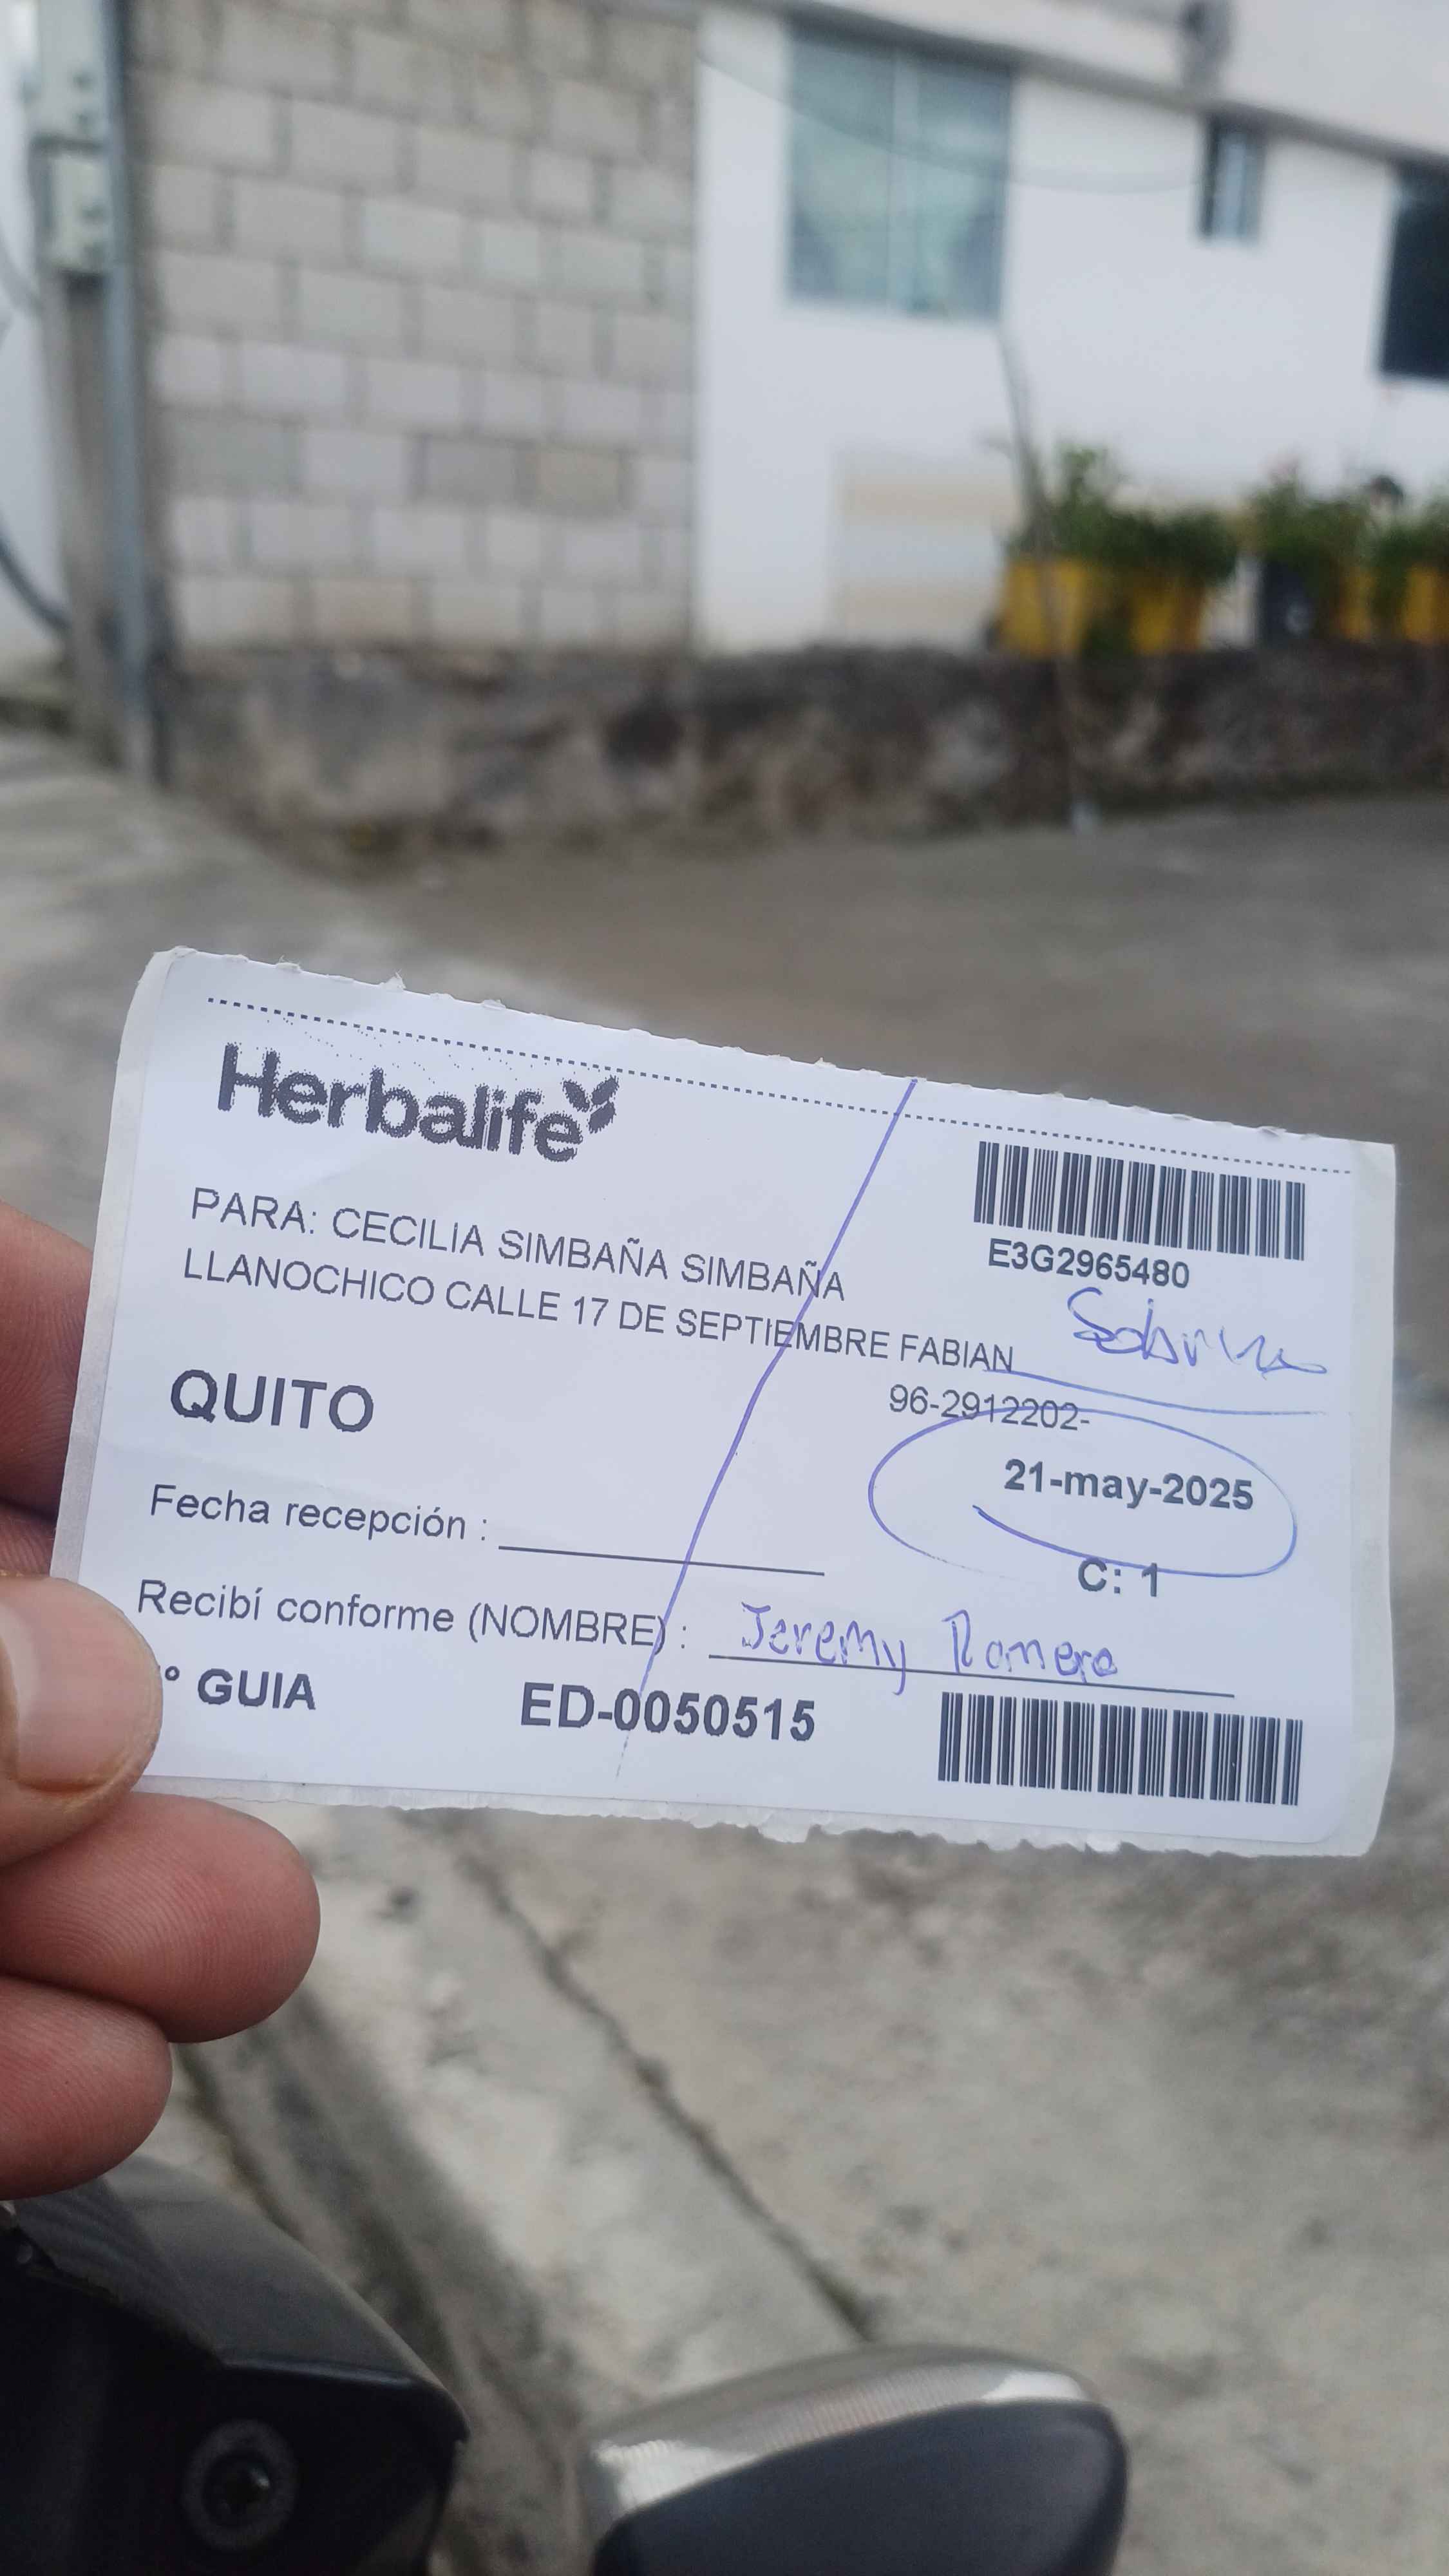 Herbalife
E3G2965480
PARA: CECILIA SIMBAÑA SIMBAÑA
LLANOCHICO CALLE 17 DE SEPTIEMBRE FABIAN
96-2912202-
QUITO
21-may-2025
Fecha recepción :
C: 1
Recibí conforme (NOMBRE) : Jeremy Romero
° GUIA ED-0050515